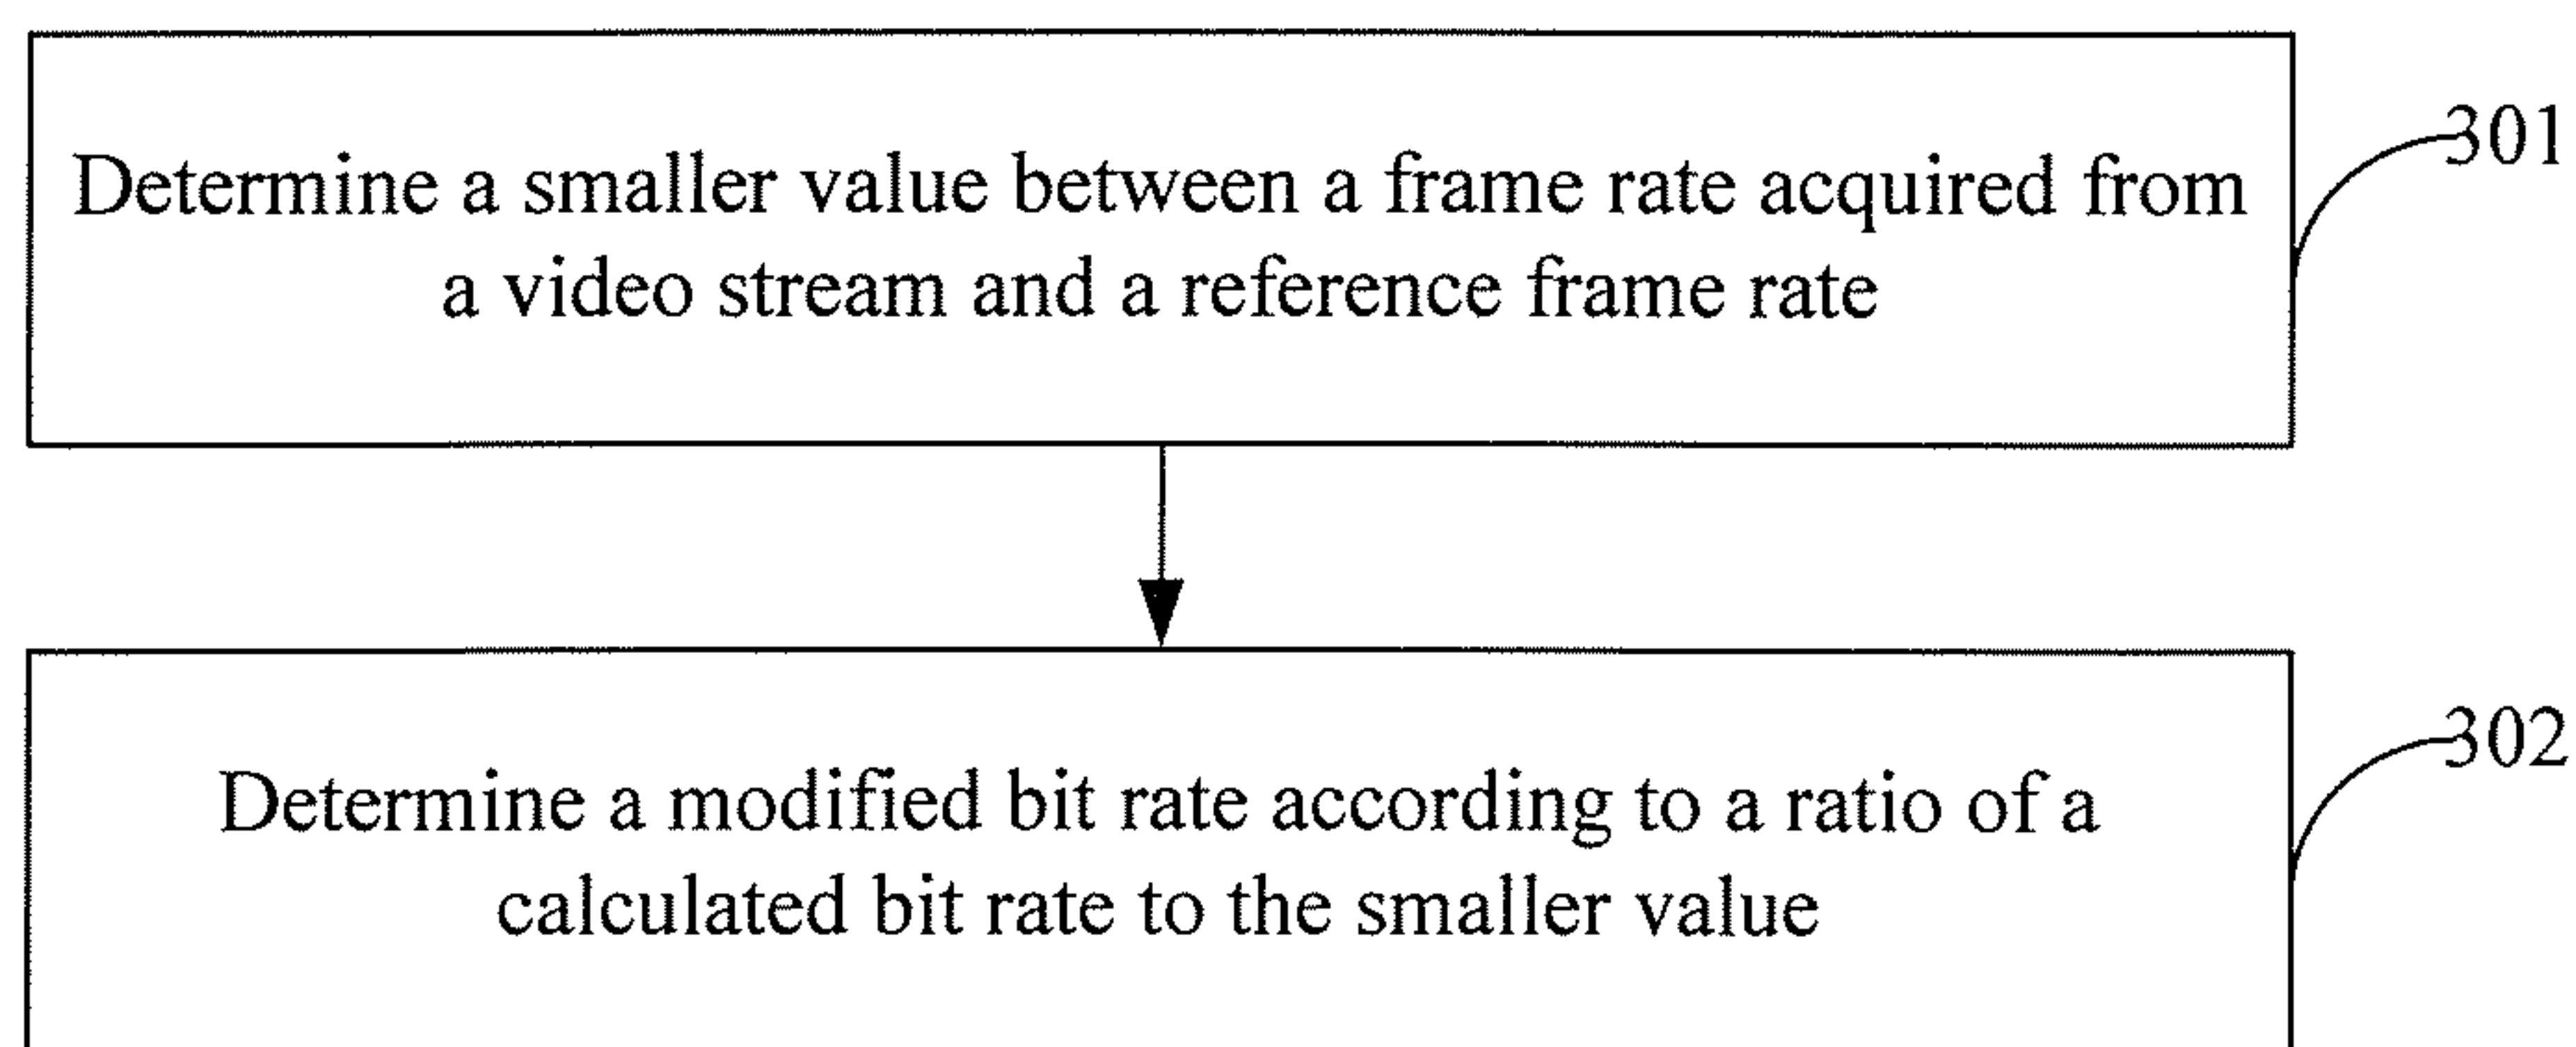 Determine a smaller value between a frame rate acquired from
a video stream and a reference frame rate
301
Determine a modified bit rate according to a ratio of a
calculated bit rate to the smaller value
302